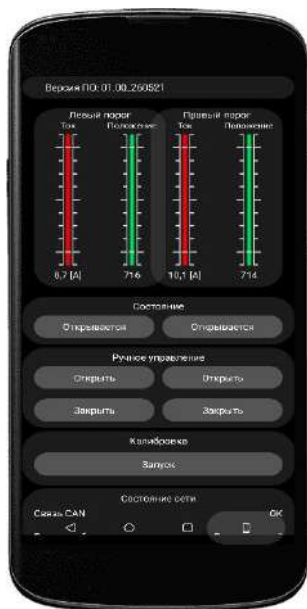 Версия ПО: 01.00_260521
Левый порог Правый порог
Ток Положение Ток Положение
8,7 [А] 716 10,1 [А] 714
Состояние
Открывается Открывается
Ручное управление
Открыть Открыть
Закрыть Закрыть
Калибровка
Запуск
Состояние сети
Связь CAN OK